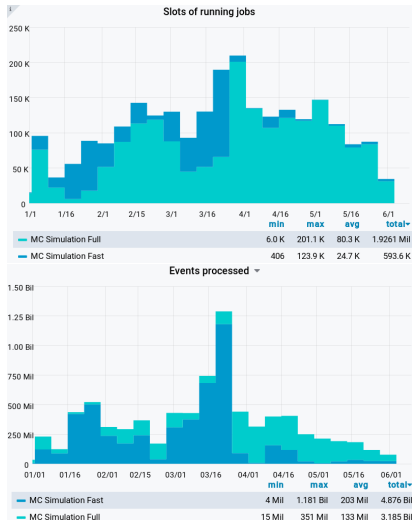 i
Slots of running jobs
250 K
200 K
150 K
100 K
50 K
0
1/1 1/16 2/1 2/15 3/1 3/16 4/1 4/16 5/1 5/16 6/1
min max avg total
MC Simulation Full 6.0 K 201.1 K 80.3 K 1.9261 Mil
MC Simulation Fast 406 123.9 K 24.7 K 593.6 K
Events processed
1.50 Bil
1.25 Bil
1.00 Bil
750 Mil
500 Mil
250 Mil
0
01/01 01/16 02/01 02/15 03/01 03/16 04/01 04/16 05/01 05/16 06/01
min max avg total
MC Simulation Fast 4 Mil 1.181 Bil 203 Mil 4.876 Bil
MC Simulation Full 15 Mil 351 Mil 133 Mil 3.185 Bil